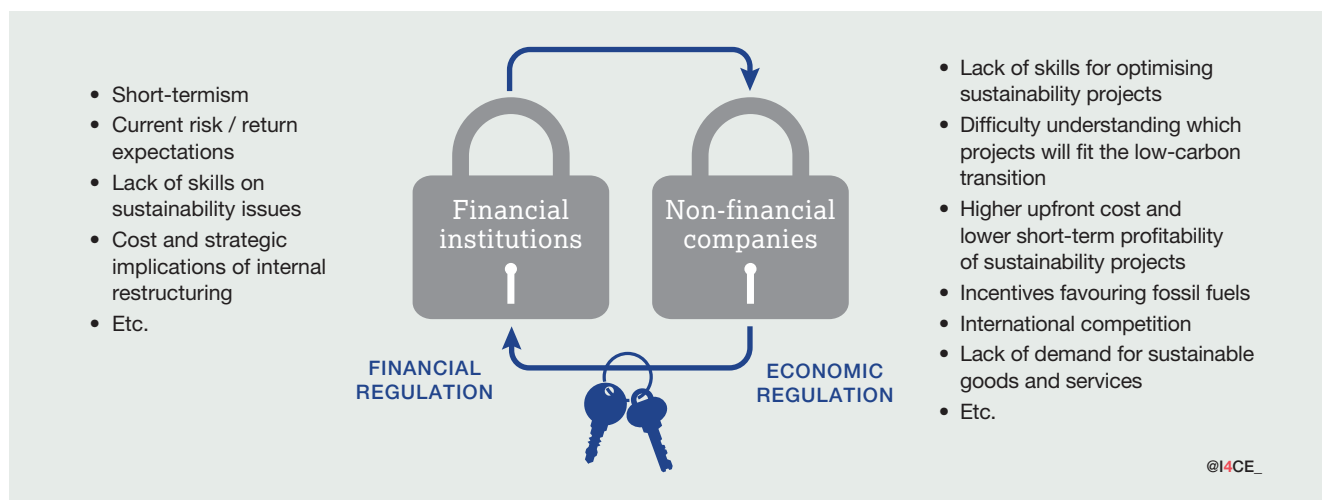 • Short-termism
• Current risk / return
expectations
• Lack of skills on
sustainability issues
• Cost and strategic
implications of internal
restructuring
• Etc.
Financial
institutions
Non-financial
companies
FINANCIAL
REGULATION
ECONOMIC
REGULATION
• Lack of skills for optimising
sustainability projects
• Difficulty understanding which
projects will fit the low-carbon
transition
• Higher upfront cost and
lower short-term profitability
of sustainability projects
• Incentives favouring fossil fuels
• International competition
• Lack of demand for sustainable
goods and services
• Etc.
@I4CE_